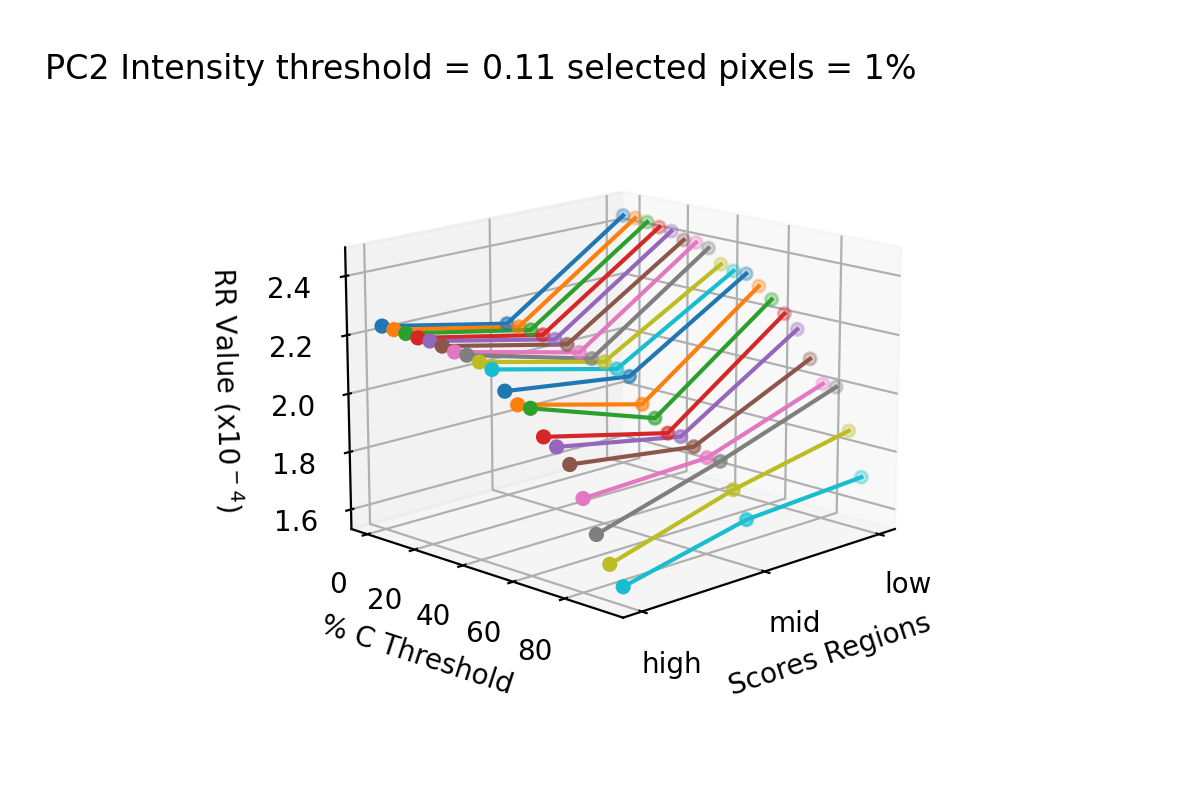 PC2 Intensity threshold = 0.11 selected pixels = 1%
RR Value (x10⁻⁴)
2.4
2.2
2.0
1.8
1.6
0
20
40
60
80
% C Threshold
high
mid
low
Scores Regions